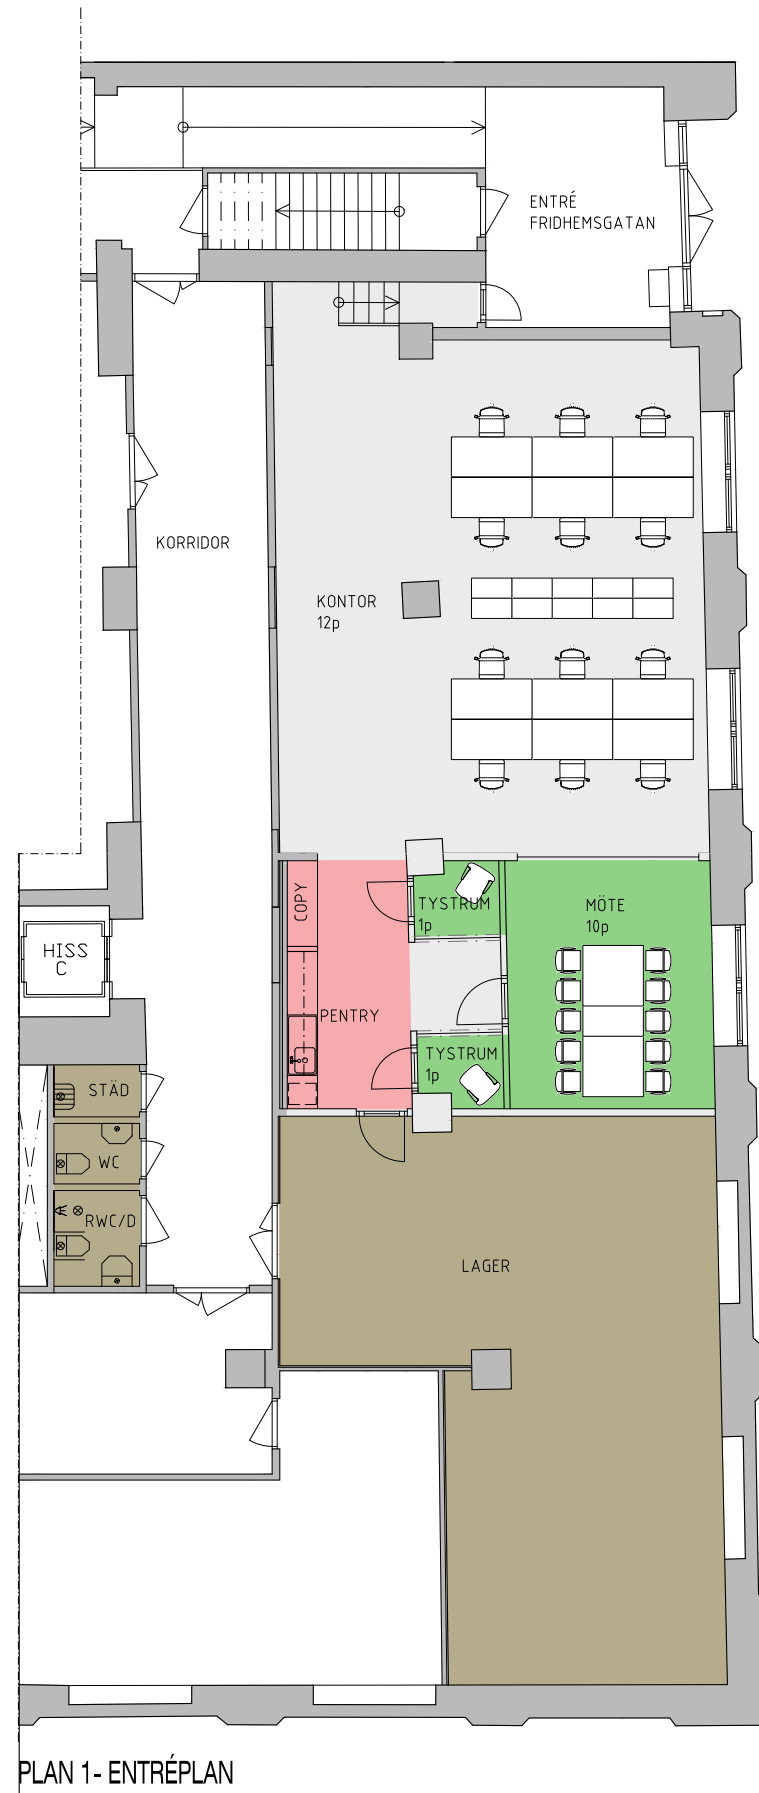 ENTRÉ
FRIDHEMSGATAN
KORRIDOR
KONTOR
12p
COPY
TYSTRUM
1p
MÖTE
10p
HISS
C
PENTRY
TYSTRUM
1p
STÄD
WC
RWC/D
LAGER
PLAN 1- ENTRÉPLAN